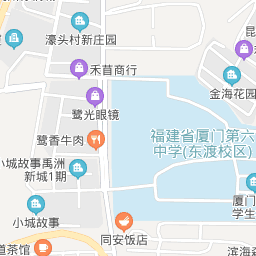 濠头村新庄园
昆
禾昔商行
金海花园
鹭光眼镜
鹭香牛肉
福建省厦门第六
中学(东渡校区)
小城故事禹洲
新城1期
厦门
学生
小城故事
同安饭店
道茶馆
滨海